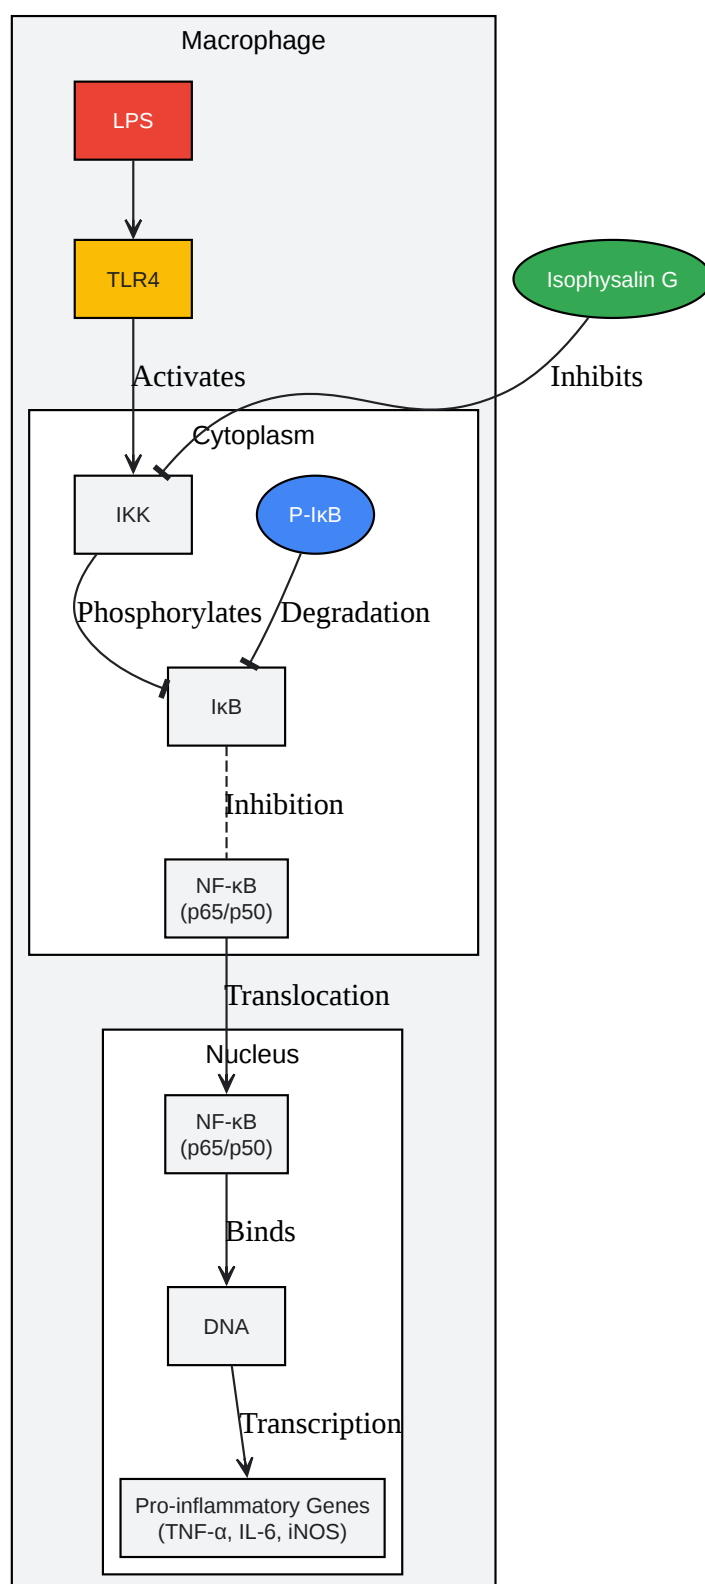 Macrophage
LPS
TLR4
Isophysalin G
Activates
Inhibits
Cytoplasm
IKK
P-IκB
Phosphorylates
Degradation
IκB
Inhibition
NF-κB
(p65/p50)
Translocation
Nucleus
NF-κB
(p65/p50)
Binds
DNA
Transcription
Pro-inflammatory Genes
(TNF-α, IL-6, iNOS)